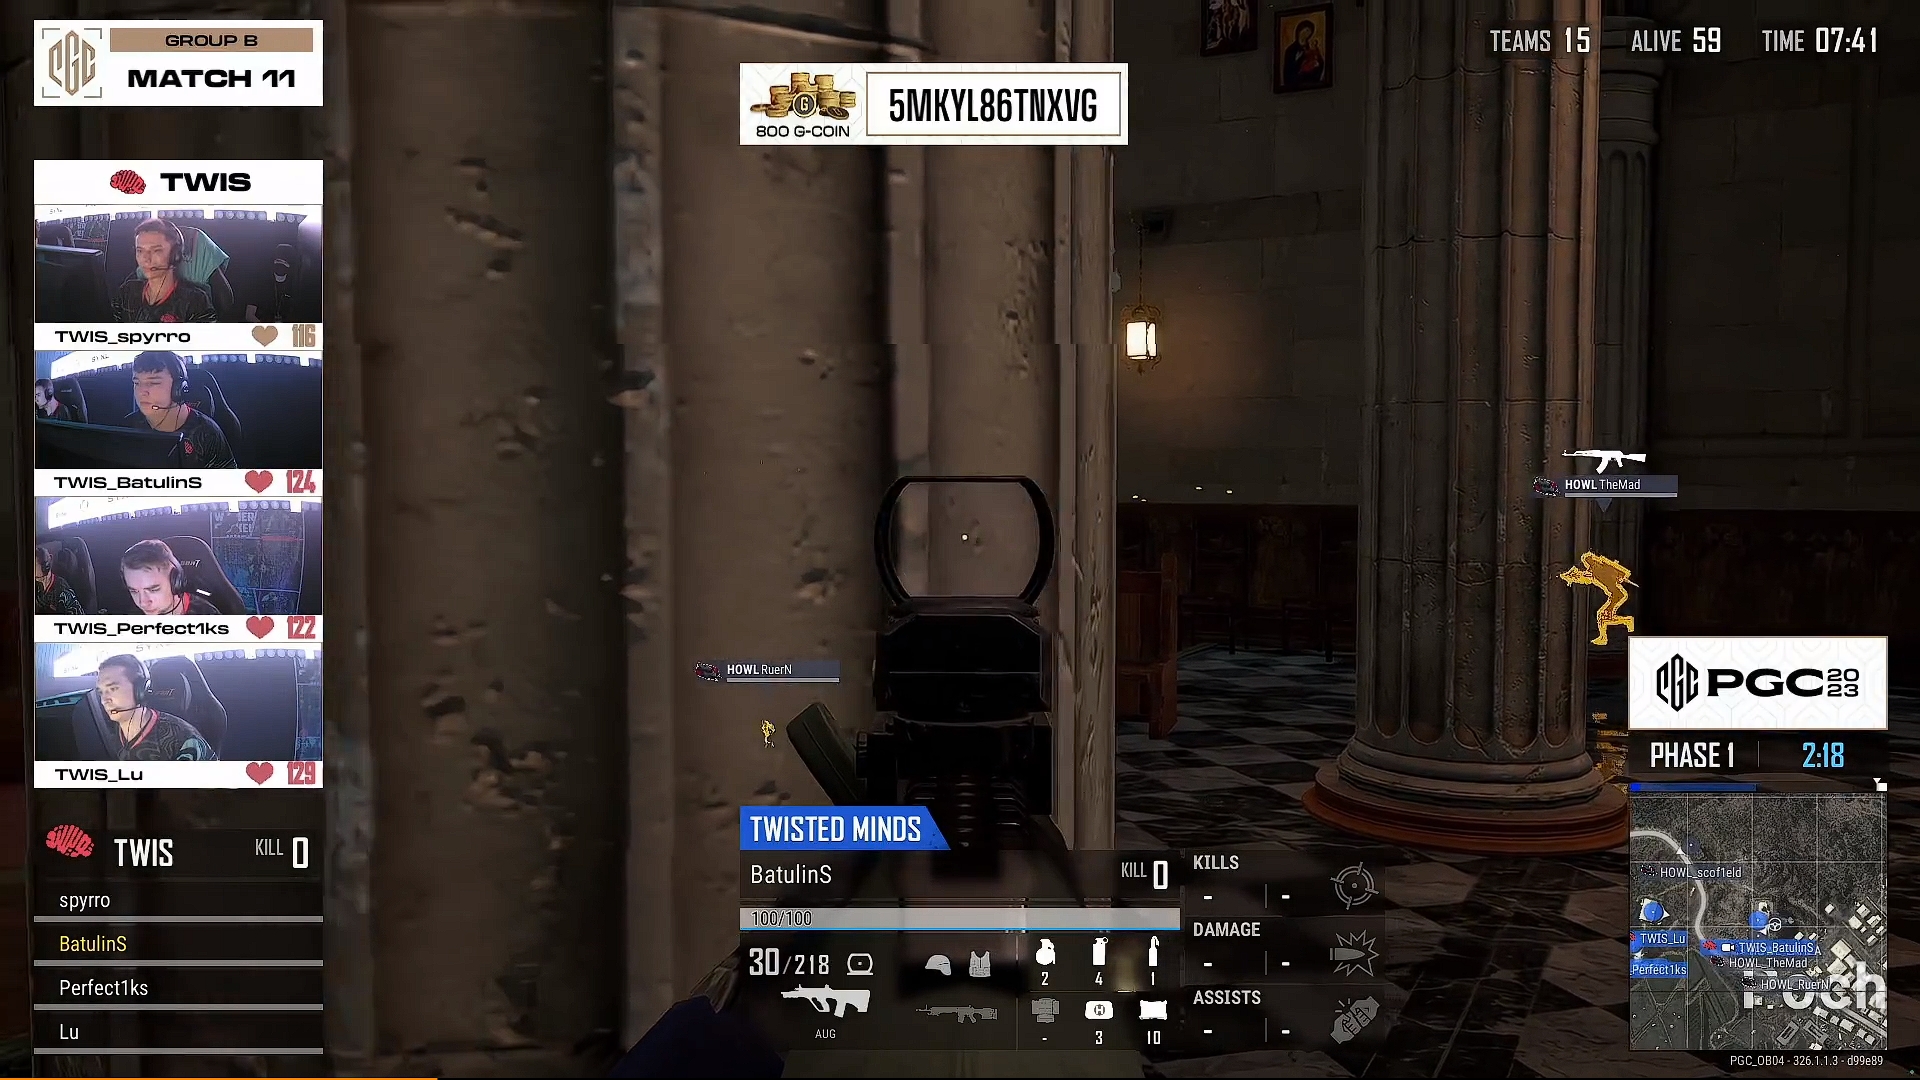 GROUP B
MATCH 11
TEAMS 15 ALIVE 59 TIME 07:41
800 G-COIN
5MKYL86TNXVG
TWIS
TWIS_spyrro 116
TWIS_BatulinS 124
TWIS_Perfect1ks 122
TWIS_Lu 129
HOWL TheMad
HOWL RuerN
PGC 2023
PHASE 1 2:18
HOWL_scof1eld
TWIS_Lu
TWIS_BatulinS
Perfect1ks
HOWL_TheMad
HOWL_RuerN
TWIS KILL 0
spyrro
BatulinS
Perfect1ks
Lu
TWISTED MINDS
BatulinS KILL 0
100/100
30/218
AUG
2 4 1
- 3 10
KILLS
- -
DAMAGE
- -
ASSISTS
- -
PGC_OB04 - 326.1.1.3 - d99e89